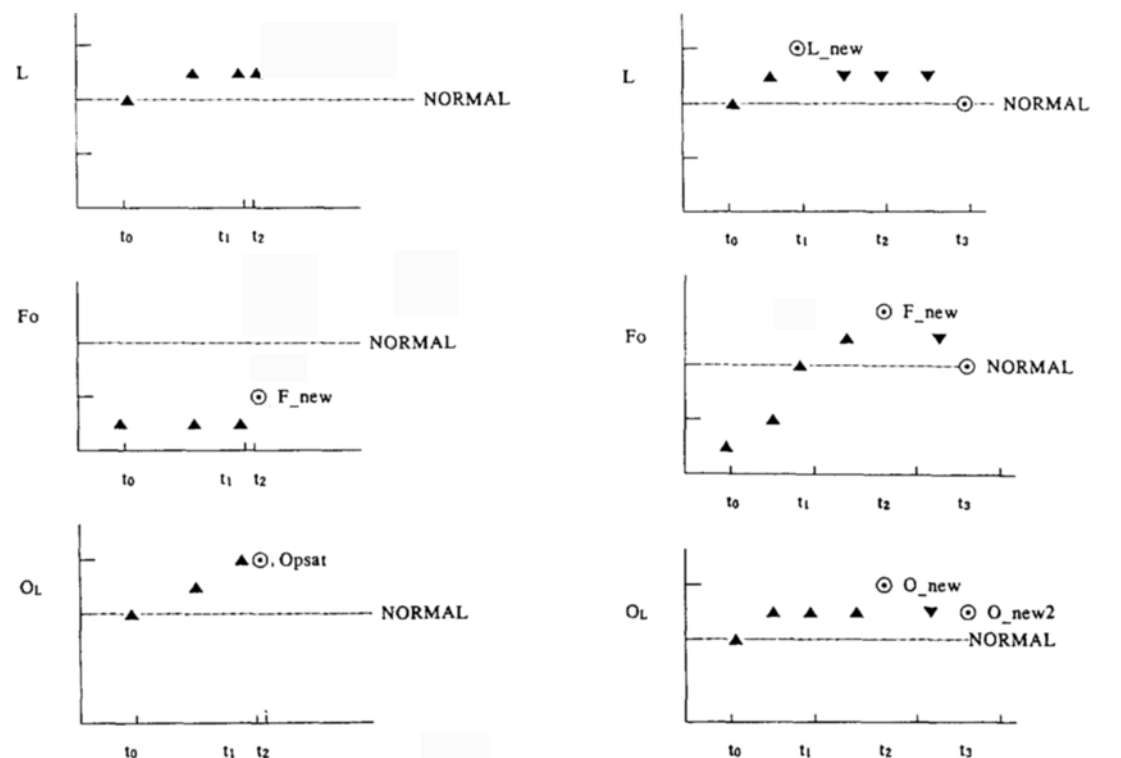 L
NORMAL
t₀ t₁ t₂
Fo
NORMAL
F_new
t₀ t₁ t₂
OL
. Opsat
NORMAL
t₀ t₁ t₂
L
L_new
NORMAL
t₀ t₁ t₂ t₃
Fo
F_new
NORMAL
t₀ t₁ t₂ t₃
OL
O_new
O_new2
NORMAL
t₀ t₁ t₂ t₃